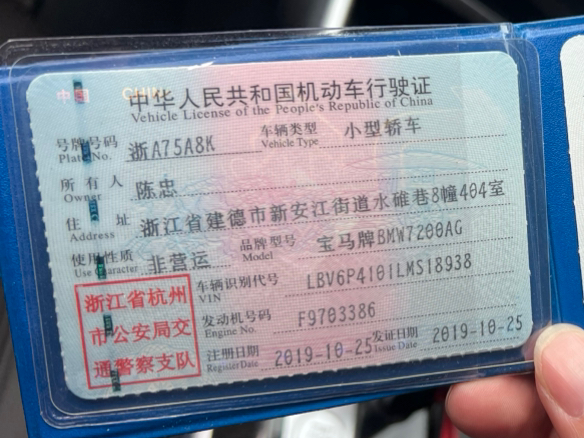 中国 CHINA
中华人民共和国机动车行驶证
Vehicle License of the People's Republic of China
号牌号码 浙A75A8K 车辆类型 小型轿车
Plate No. Vehicle Type
所有人 陈忠
Owner
住址 浙江省建德市新安江街道水碓巷8幢404室
Address
使用性质 非营运 品牌型号 宝马牌BMW7200AG
Use Character Model
浙江省杭州
市公安局交
通警察支队
车辆识别代号 LBV6P4101LMS18938
VIN
发动机号码 F9703386
Engine No.
注册日期 2019-10-25 发证日期 2019-10-25
Register Date Issue Date